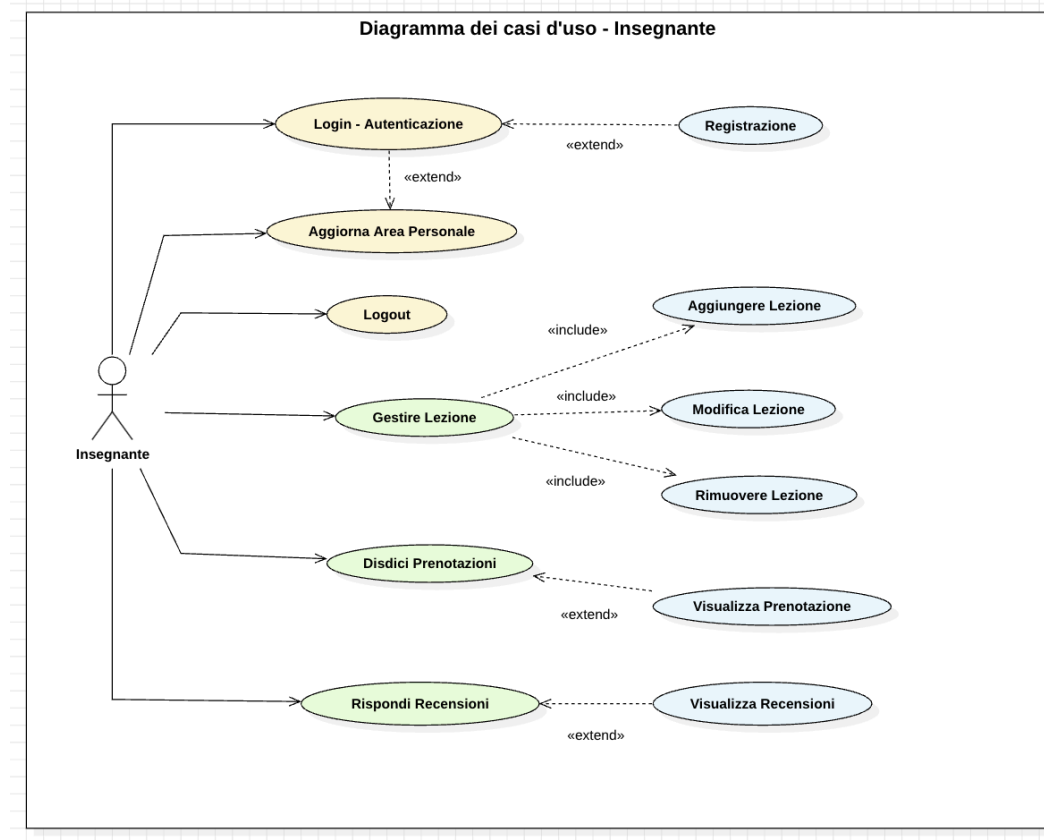 Diagramma dei casi d'uso - Insegnante
Login - Autenticazione
Registrazione
«extend»
«extend»
Aggiorna Area Personale
Aggiungere Lezione
Logout
«include»
«include»
Modifica Lezione
Gestire Lezione
Insegnante
«include»
Rimuovere Lezione
Disdici Prenotazioni
Visualizza Prenotazione
«extend»
Rispondi Recensioni
Visualizza Recensioni
«extend»